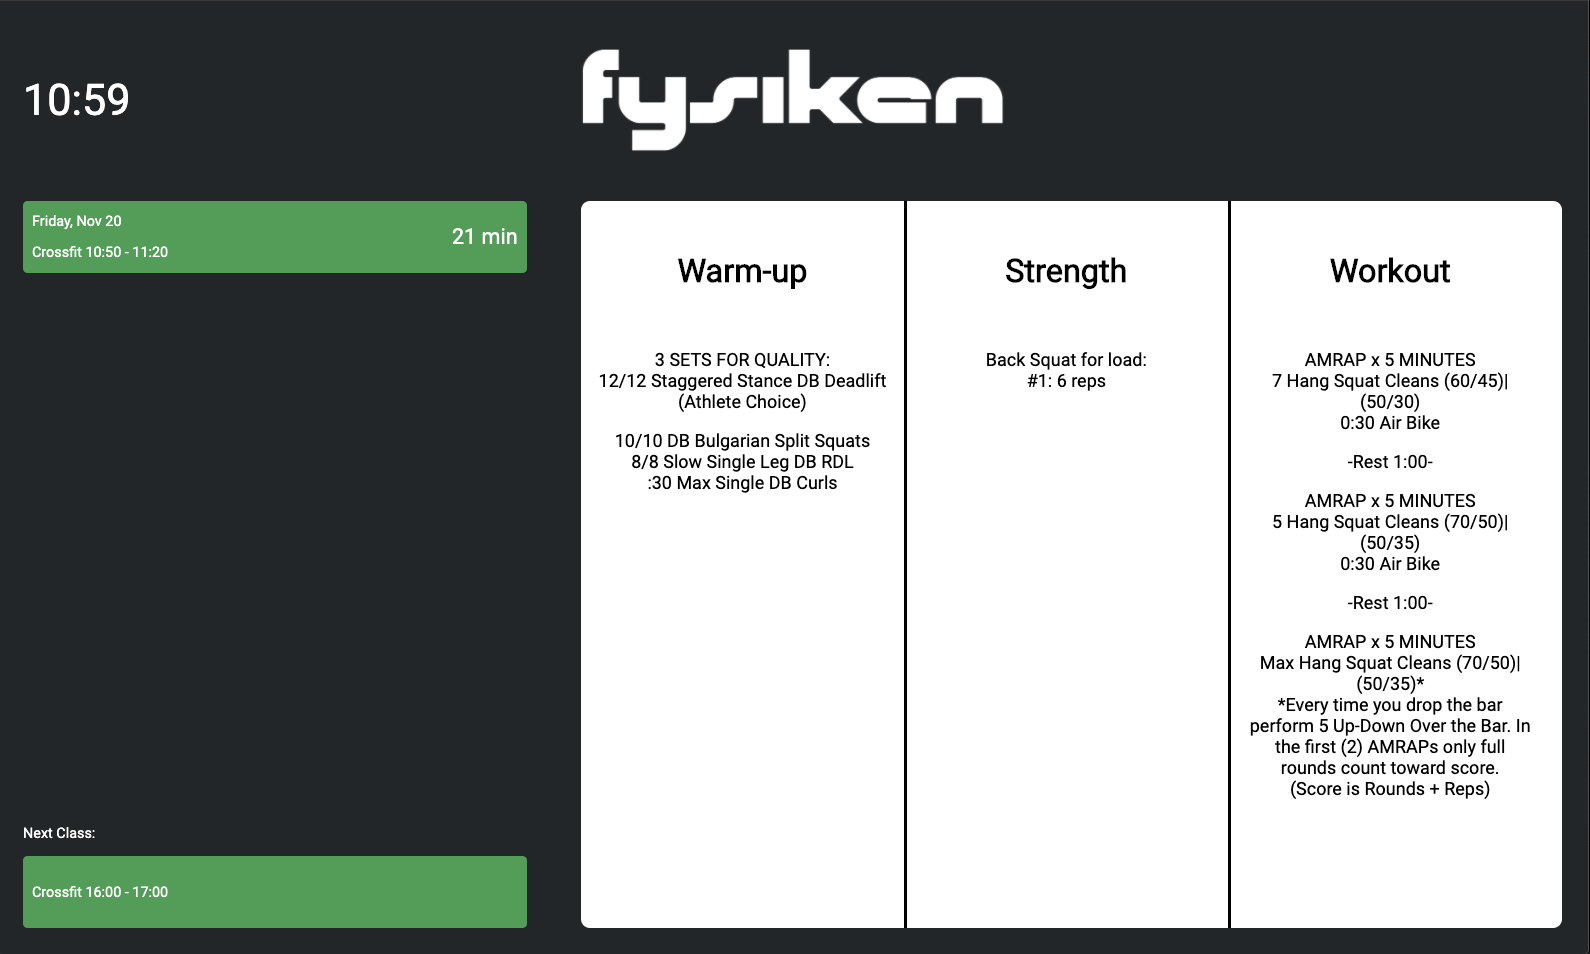 10:59
fysiken
Friday, Nov 20
Crossfit 10:50 - 11:20
21 min
Next Class:
Crossfit 16:00 - 17:00
Warm-up
3 SETS FOR QUALITY:
12/12 Staggered Stance DB Deadlift
(Athlete Choice)
10/10 DB Bulgarian Split Squats
8/8 Slow Single Leg DB RDL
:30 Max Single DB Curls
Strength
Back Squat for load:
#1: 6 reps
Workout
AMRAP x 5 MINUTES
7 Hang Squat Cleans (60/45)|
(50/30)
0:30 Air Bike
-Rest 1:00-
AMRAP x 5 MINUTES
5 Hang Squat Cleans (70/50)|
(50/35)
0:30 Air Bike
-Rest 1:00-
AMRAP x 5 MINUTES
Max Hang Squat Cleans (70/50)|
(50/35)*
*Every time you drop the bar
perform 5 Up-Down Over the Bar. In
the first (2) AMRAPs only full
rounds count toward score.
(Score is Rounds + Reps)